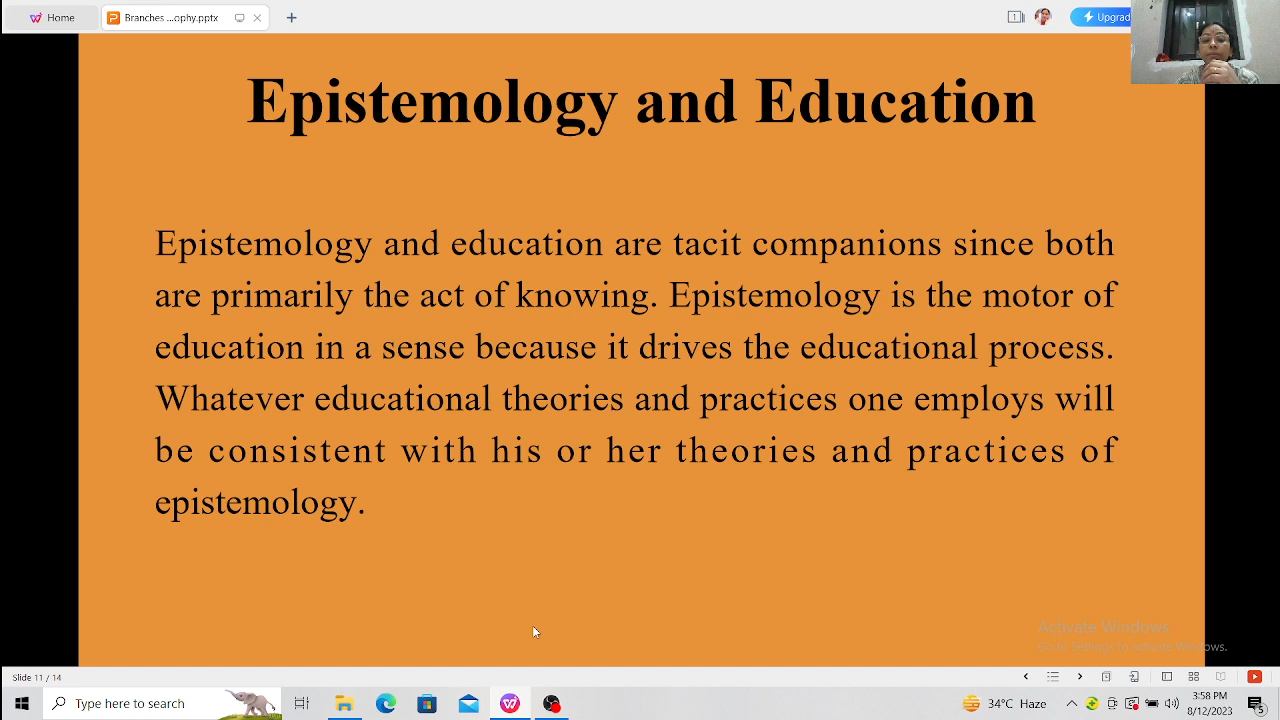 Home
Branches ...ophy.pptx
1
Upgrad
Epistemology and Education
Epistemology and education are tacit companions since both
are primarily the act of knowing. Epistemology is the motor of
education in a sense because it drives the educational process.
Whatever educational theories and practices one employs will
be consistent with his or her theories and practices of
epistemology.
Activate Windows
Go to Settings to activate Windows.
Slide 11 / 14
Type here to search
34°C Haze
3:58 PM
8/12/2023
5